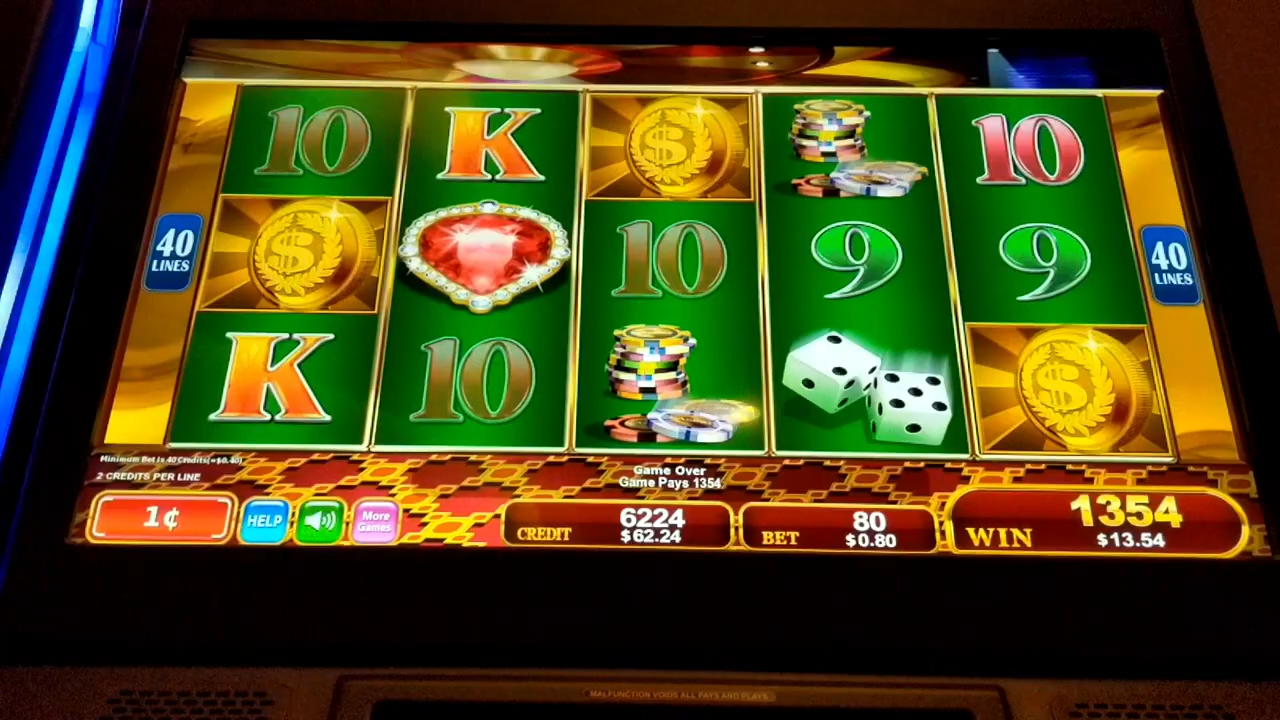 10 K $ 10
40 LINES $ 10 9 9 40 LINES
K 10 $
Minimum Bet Is 40 Credits(=$0.40)
2 CREDITS PER LINE
Game Over
Game Pays 1354
1¢ HELP More Games
CREDIT 6224 $62.24
BET 80 $0.80
WIN 1354 $13.54
MALFUNCTION VOIDS ALL PAYS AND PLAYS